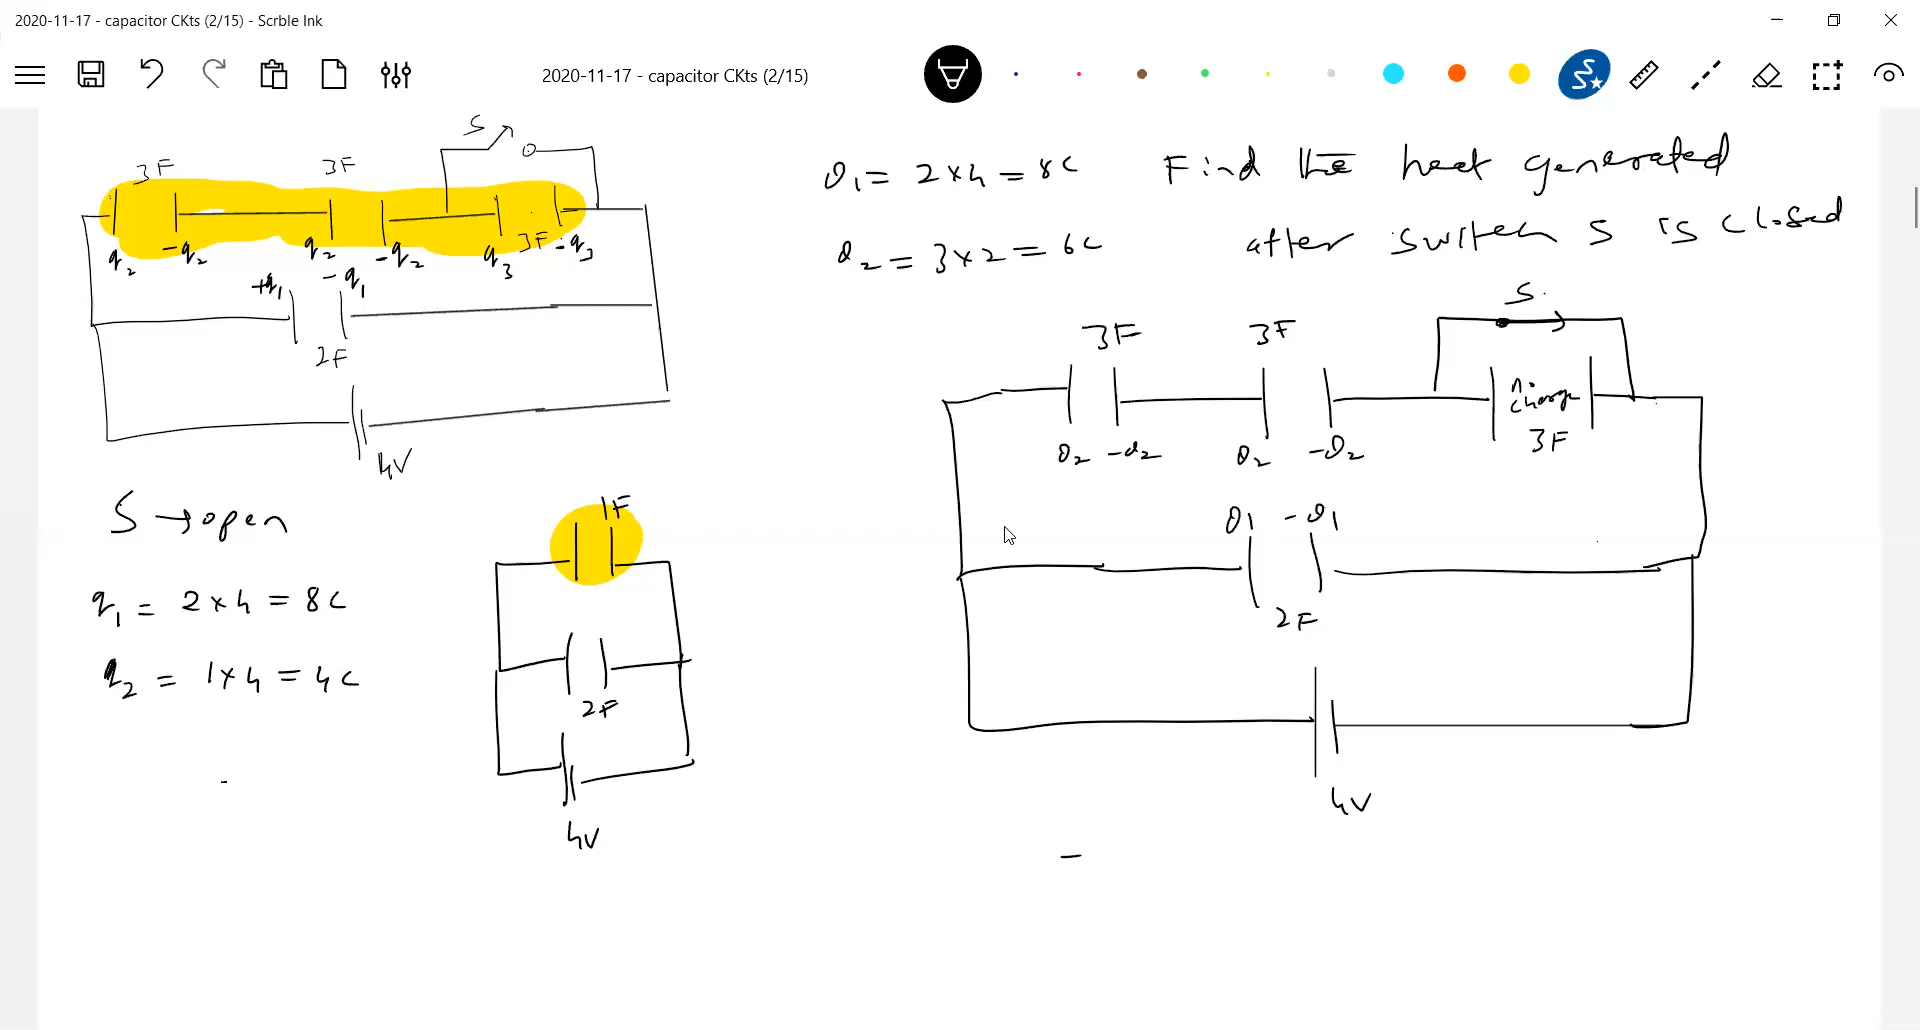 2020-11-17 - capacitor CKts (2/15) - Scrble Ink
2020-11-17 - capacitor CKts (2/15)
S
3F 3F
q2 -q2 q2 -q2 q3 3F -q3
+q1 -q1
2F
4V
S → open
q1 = 2 × 4 = 8C
q2 = 1 × 4 = 4C
1F
2F
4V
Q1 = 2 × 4 = 8C
Q2 = 3 × 2 = 6C
Find the heat generated
after switch S is closed
S
3F 3F
no charge
3F
Q2 -Q2 Q2 -Q2
Q1 -Q1
2F
4V